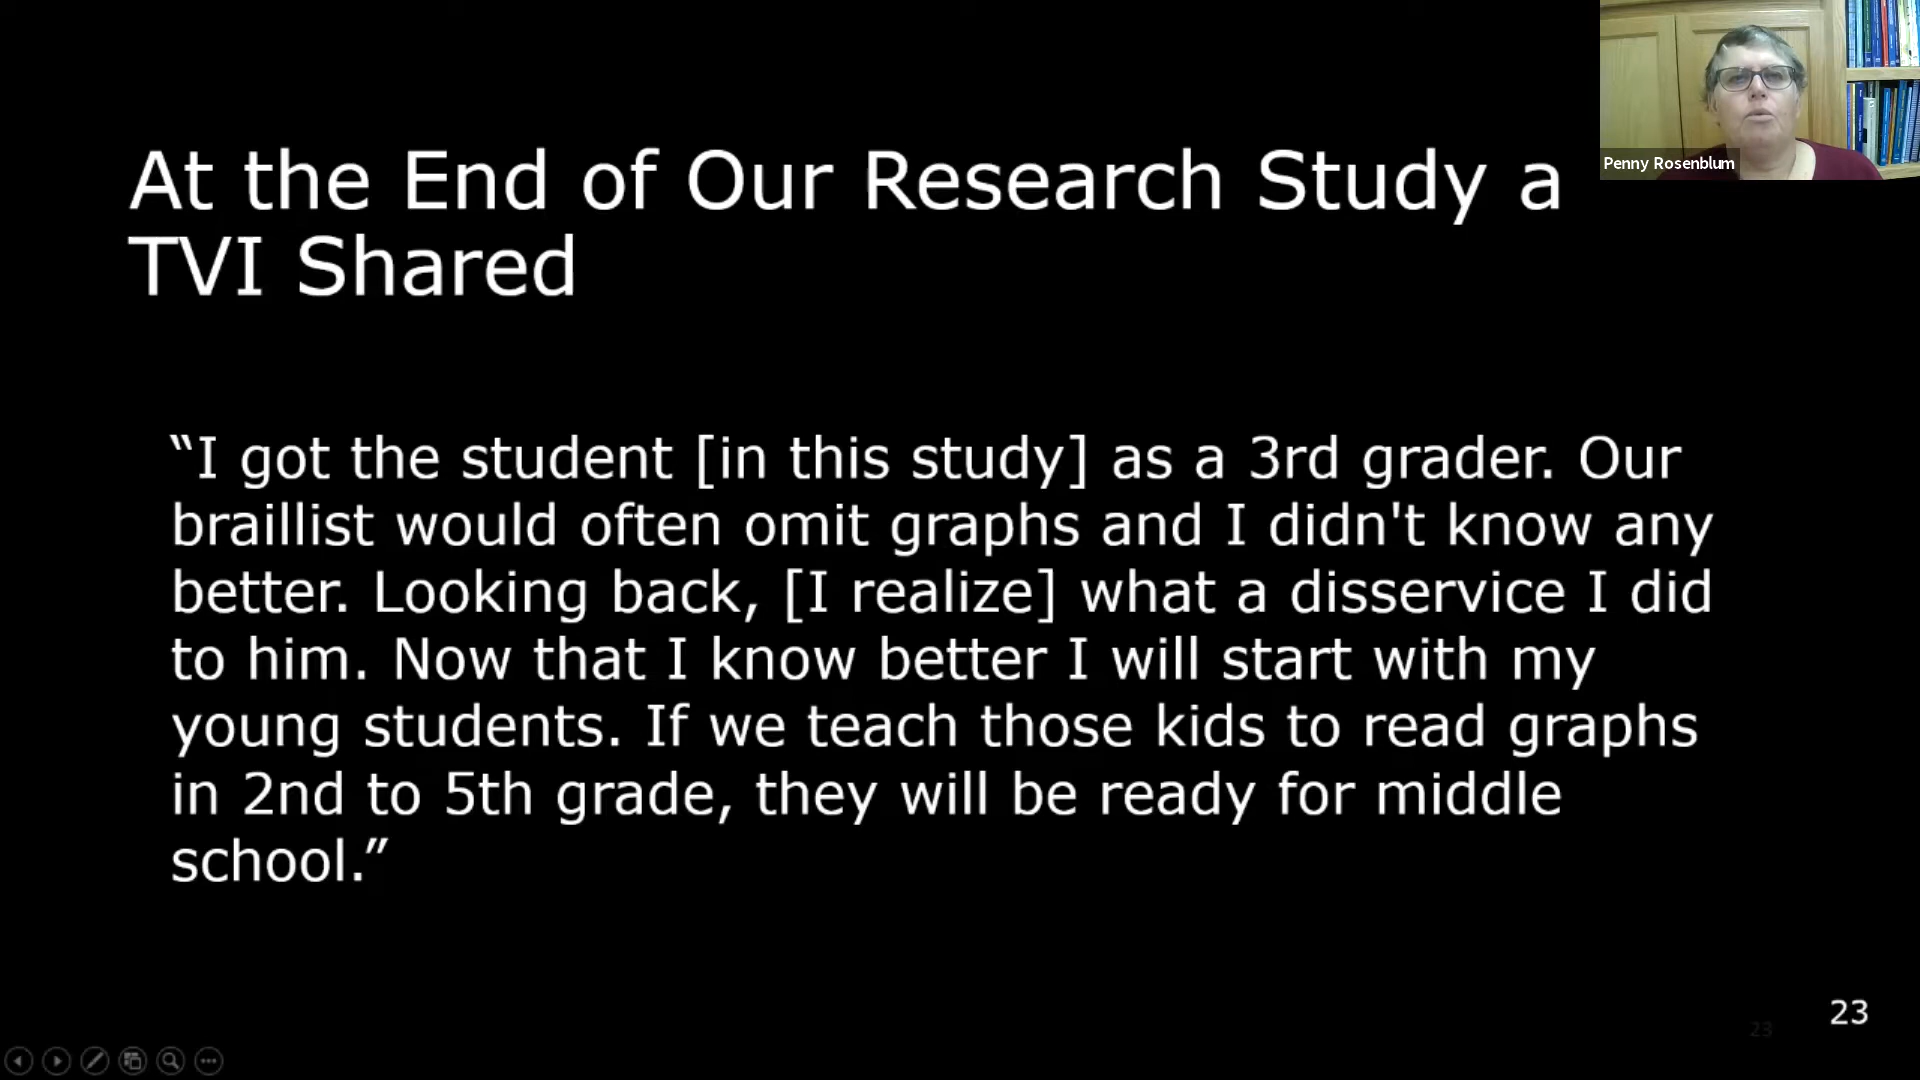 Penny Rosenblum
At the End of Our Research Study a
TVI Shared
“I got the student [in this study] as a 3rd grader. Our
braillist would often omit graphs and I didn't know any
better. Looking back, [I realize] what a disservice I did
to him. Now that I know better I will start with my
young students. If we teach those kids to read graphs
in 2nd to 5th grade, they will be ready for middle
school.”
23
23